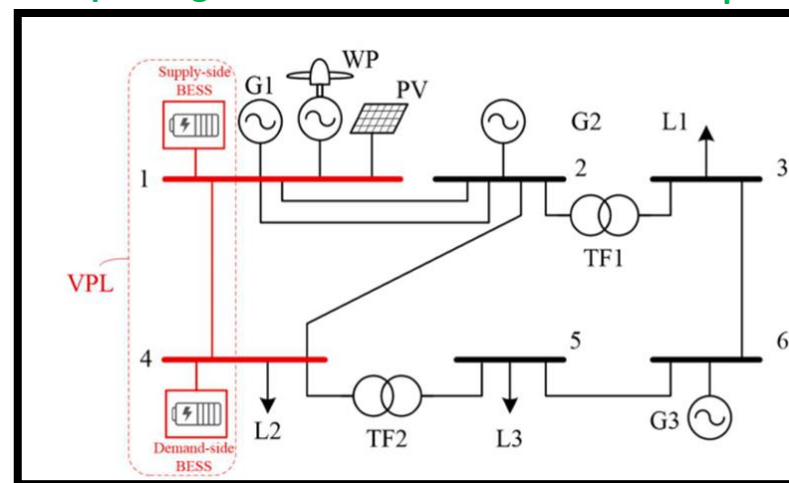 Supply-side
BESS
G1
WP
PV
G2
L1
1
2
3
TF1
VPL
4
5
6
L2
TF2
L3
G3
Demand-side
BESS